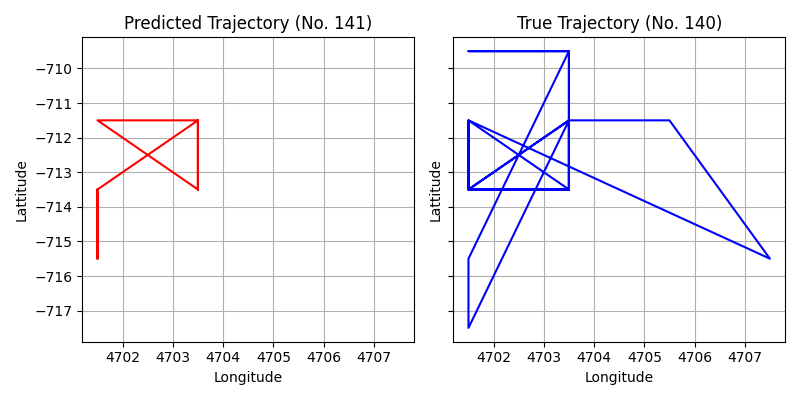 Predicted Trajectory (No. 141)
True Trajectory (No. 140)
Lattitude
−710
−711
−712
−713
−714
−715
−716
−717
4702 4703 4704 4705 4706 4707
Longitude
Lattitude
4702 4703 4704 4705 4706 4707
Longitude